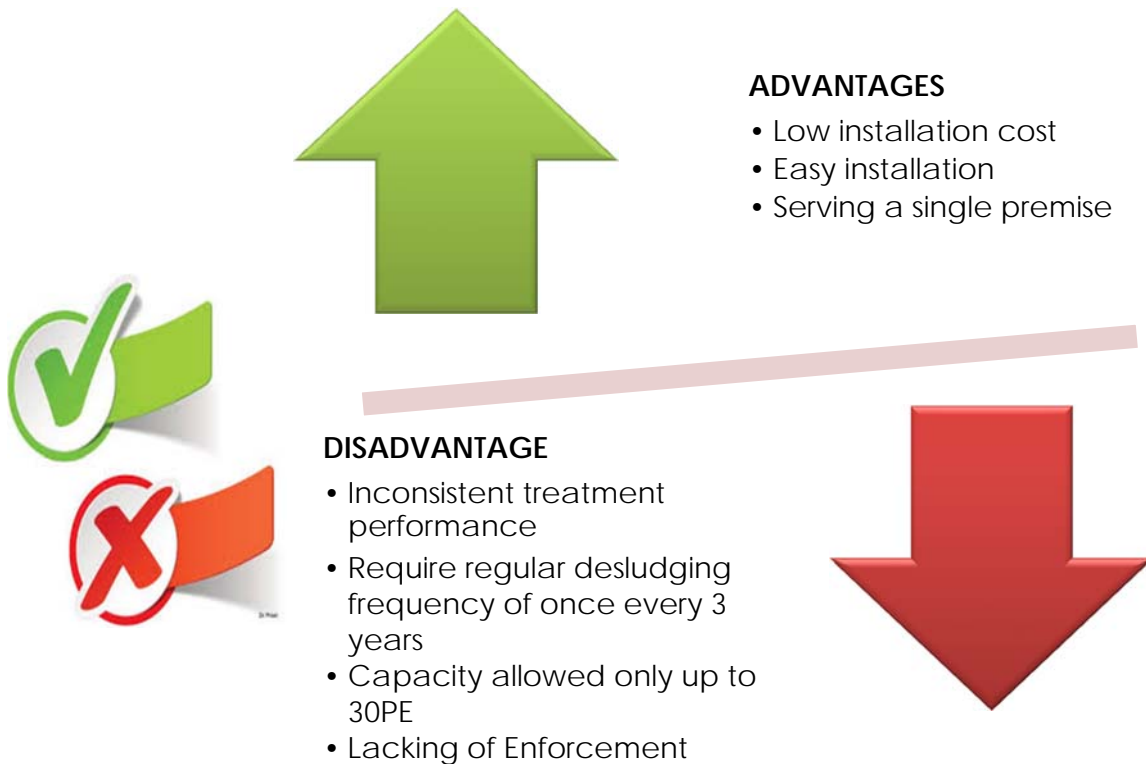 ADVANTAGES
• Low installation cost
• Easy installation
• Serving a single premise
DISADVANTAGE
• Inconsistent treatment
performance
• Require regular desludging
frequency of once every 3
years
• Capacity allowed only up to
30PE
• Lacking of Enforcement